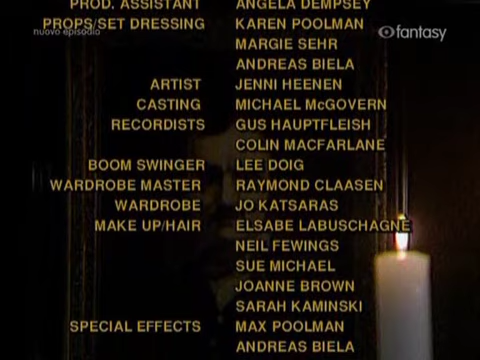 PROD. ASSISTANT ANGELA DEMPSEY
PROPS/SET DRESSING KAREN POOLMAN
nuovo episodio
fantasy
MARGIE SEHR
ANDREAS BIELA
ARTIST JENNI HEENEN
CASTING MICHAEL McGOVERN
RECORDISTS GUS HAUPTFLEISH
COLIN MACFARLANE
BOOM SWINGER LEE DOIG
WARDROBE MASTER RAYMOND CLAASEN
WARDROBE JO KATSARAS
MAKE UP/HAIR ELSABE LABUSCHAGNE
NEIL FEWINGS
SUE MICHAEL
JOANNE BROWN
SARAH KAMINSKI
SPECIAL EFFECTS MAX POOLMAN
ANDREAS BIELA